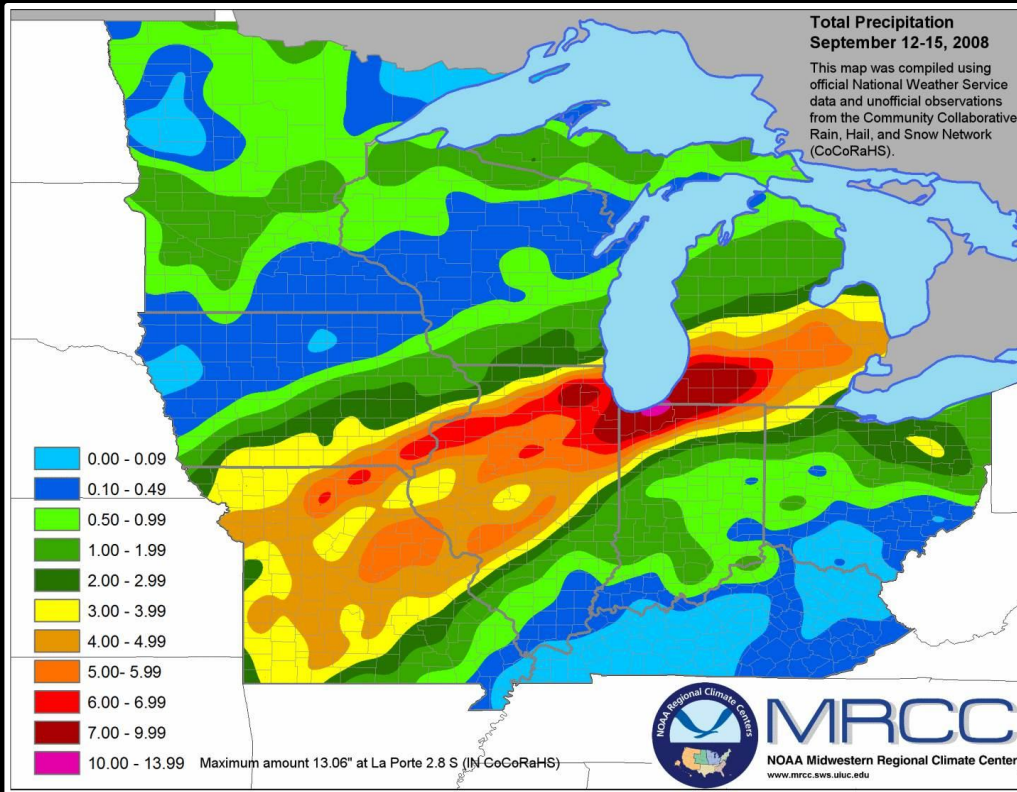 Total Precipitation
September 12-15, 2008
This map was compiled using
official National Weather Service
data and unofficial observations
from the Community Collaborative
Rain, Hail, and Snow Network
(CoCoRaHS).
0.00 - 0.09
0.10 - 0.49
0.50 - 0.99
1.00 - 1.99
2.00 - 2.99
3.00 - 3.99
4.00 - 4.99
5.00- 5.99
6.00 - 6.99
7.00 - 9.99
10.00 - 13.99
Maximum amount 13.06" at La Porte 2.8 S (IN CoCoRaHS)
NOAA Regional Climate Centers
MRCC
NOAA Midwestern Regional Climate Center
www.mrcc.sws.uiuc.edu